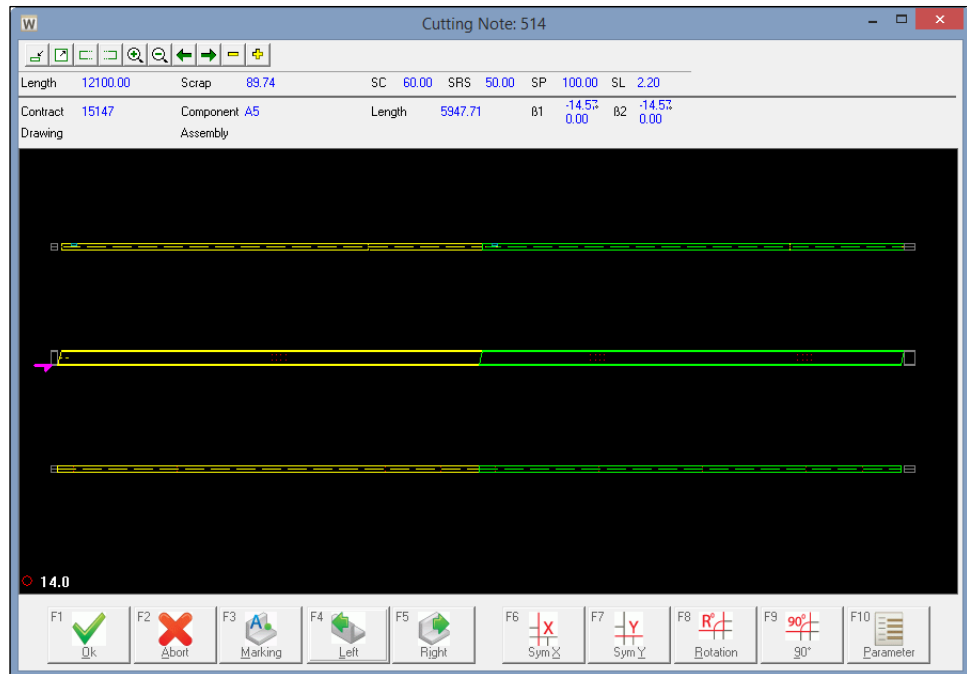 W Cutting Note: 514
Length 12100.00 Scrap 89.74 SC 60.00 SRS 50.00 SP 100.00 SL 2.20
Contract 15147 Component A5 Length 5947.71 ß1 -14.57 0.00 ß2 -14.57 0.00
Drawing Assembly
14.0
F1 Ok F2 Abort F3 A Marking F4 Left F5 Right F6 X Sym X F7 Y Sym Y F8 R° Rotation F9 90° 90° F10 Parameter